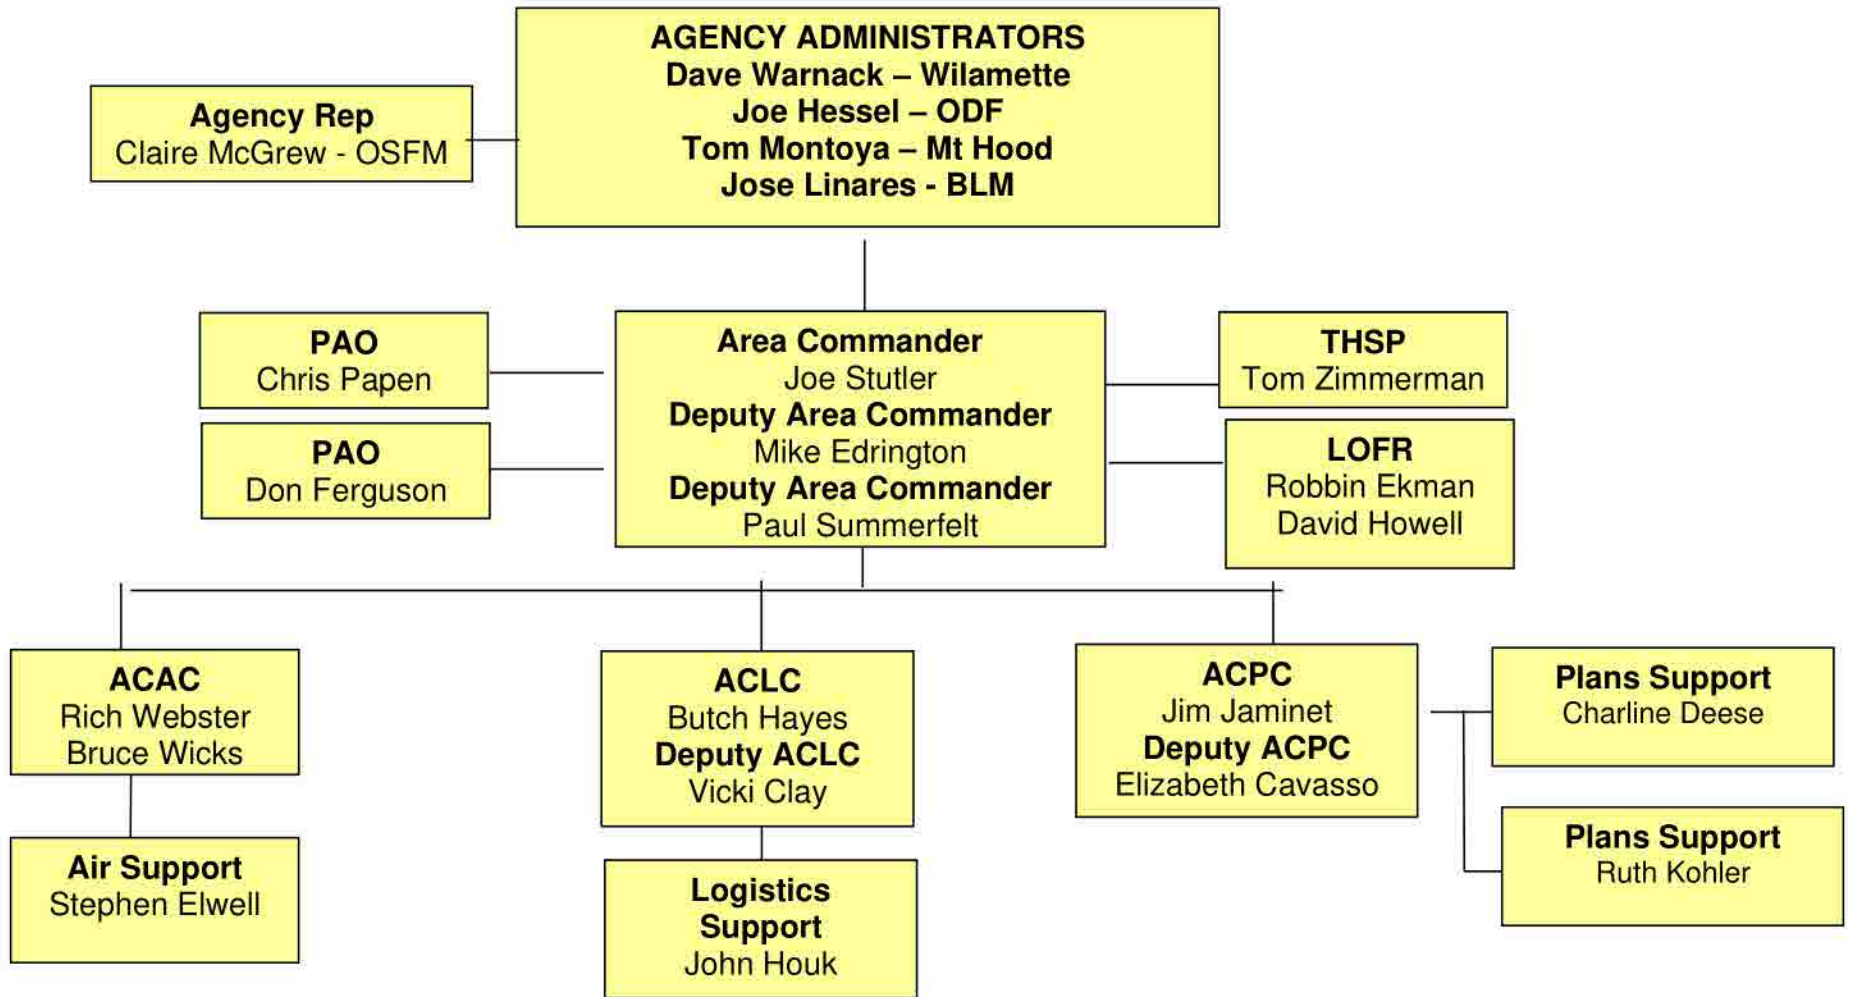 AGENCY ADMINISTRATORS
Dave Warnack – Wilamette
Joe Hessel – ODF
Tom Montoya – Mt Hood
Jose Linares - BLM
Agency Rep
Claire McGrew - OSFM
PAO
Chris Papen
PAO
Don Ferguson
Area Commander
Joe Stutler
Deputy Area Commander
Mike Edrington
Deputy Area Commander
Paul Summerfelt
THSP
Tom Zimmerman
LOFR
Robbin Ekman
David Howell
ACAC
Rich Webster
Bruce Wicks
Air Support
Stephen Elwell
ACLC
Butch Hayes
Deputy ACLC
Vicki Clay
Logistics
Support
John Houk
ACPC
Jim Jaminet
Deputy ACPC
Elizabeth Cavasso
Plans Support
Charline Deese
Plans Support
Ruth Kohler